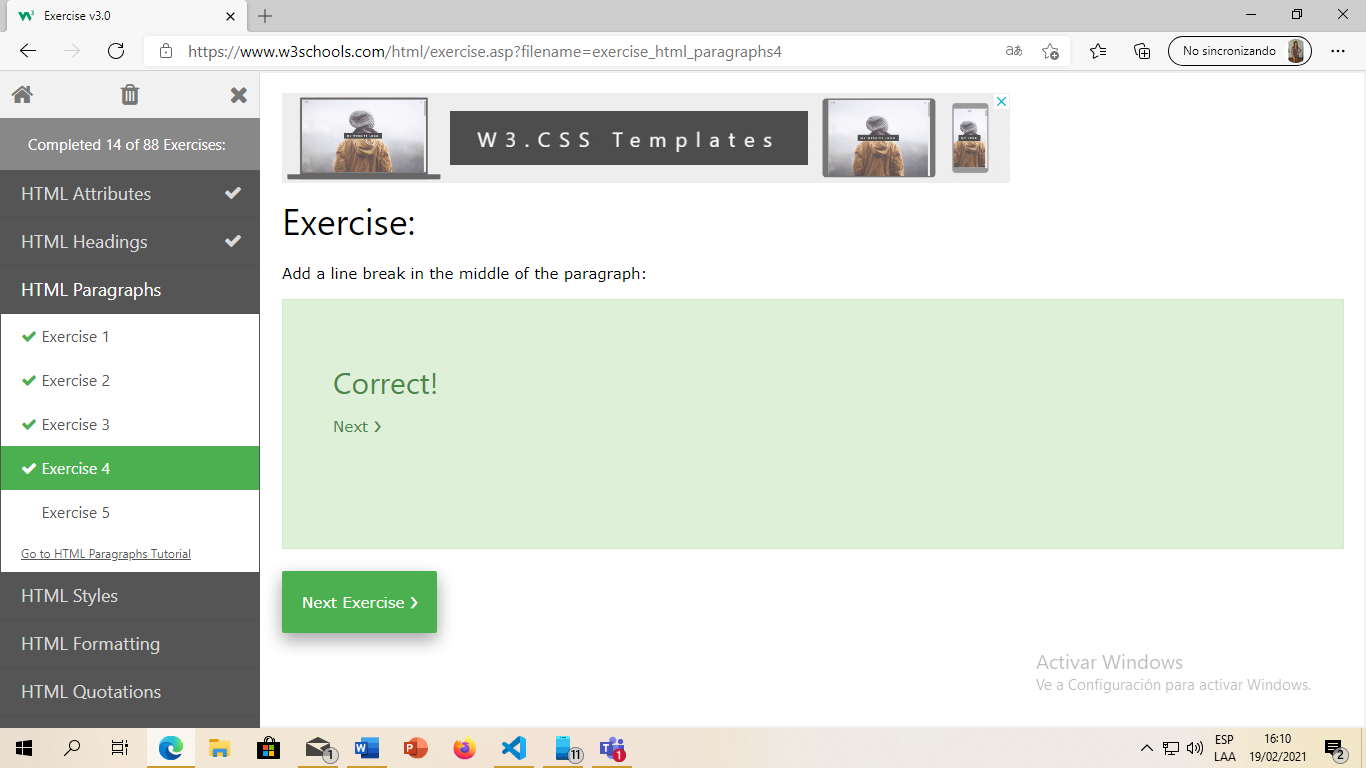 Exercise v3.0
https://www.w3schools.com/html/exercise.asp?filename=exercise_html_paragraphs4
No sincronizando
Completed 14 of 88 Exercises:
HTML Attributes
HTML Headings
HTML Paragraphs
Exercise 1
Exercise 2
Exercise 3
Exercise 4
Exercise 5
Go to HTML Paragraphs Tutorial
HTML Styles
HTML Formatting
HTML Quotations
W3.CSS Templates
Exercise:
Add a line break in the middle of the paragraph:
Correct!
Next ❯
Next Exercise ❯
Activar Windows
Ve a Configuración para activar Windows.
1
11
1
ESP
LAA
16:10
19/02/2021
2